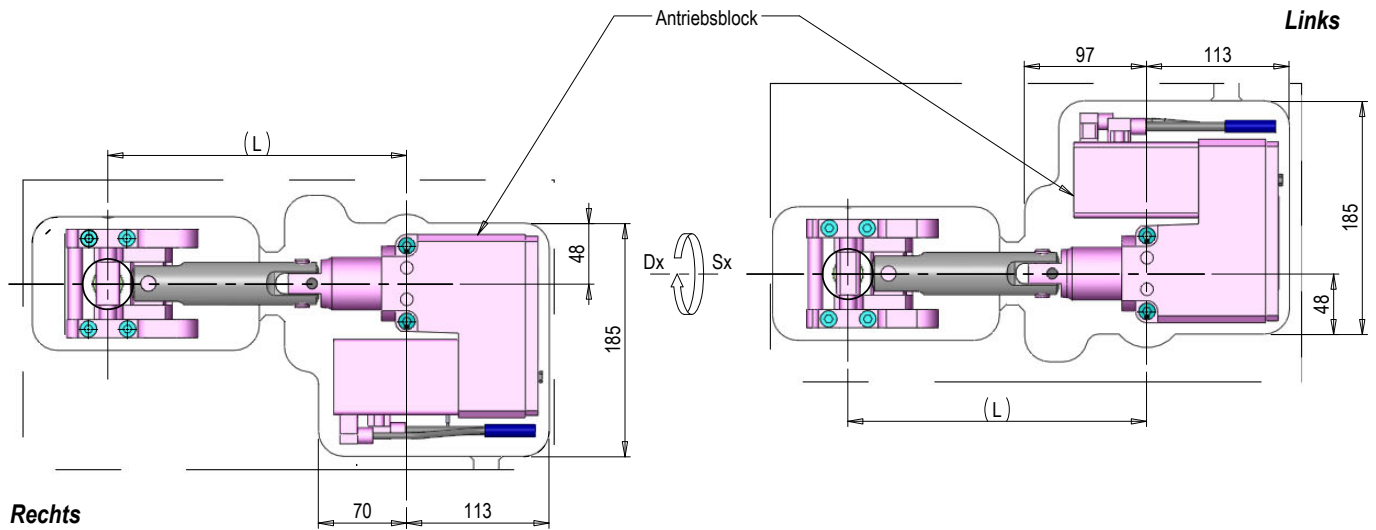 Antriebsblock
Links
97
113
(L)
48
185
Dx
Sx
185
48
(L)
70
113
Rechts